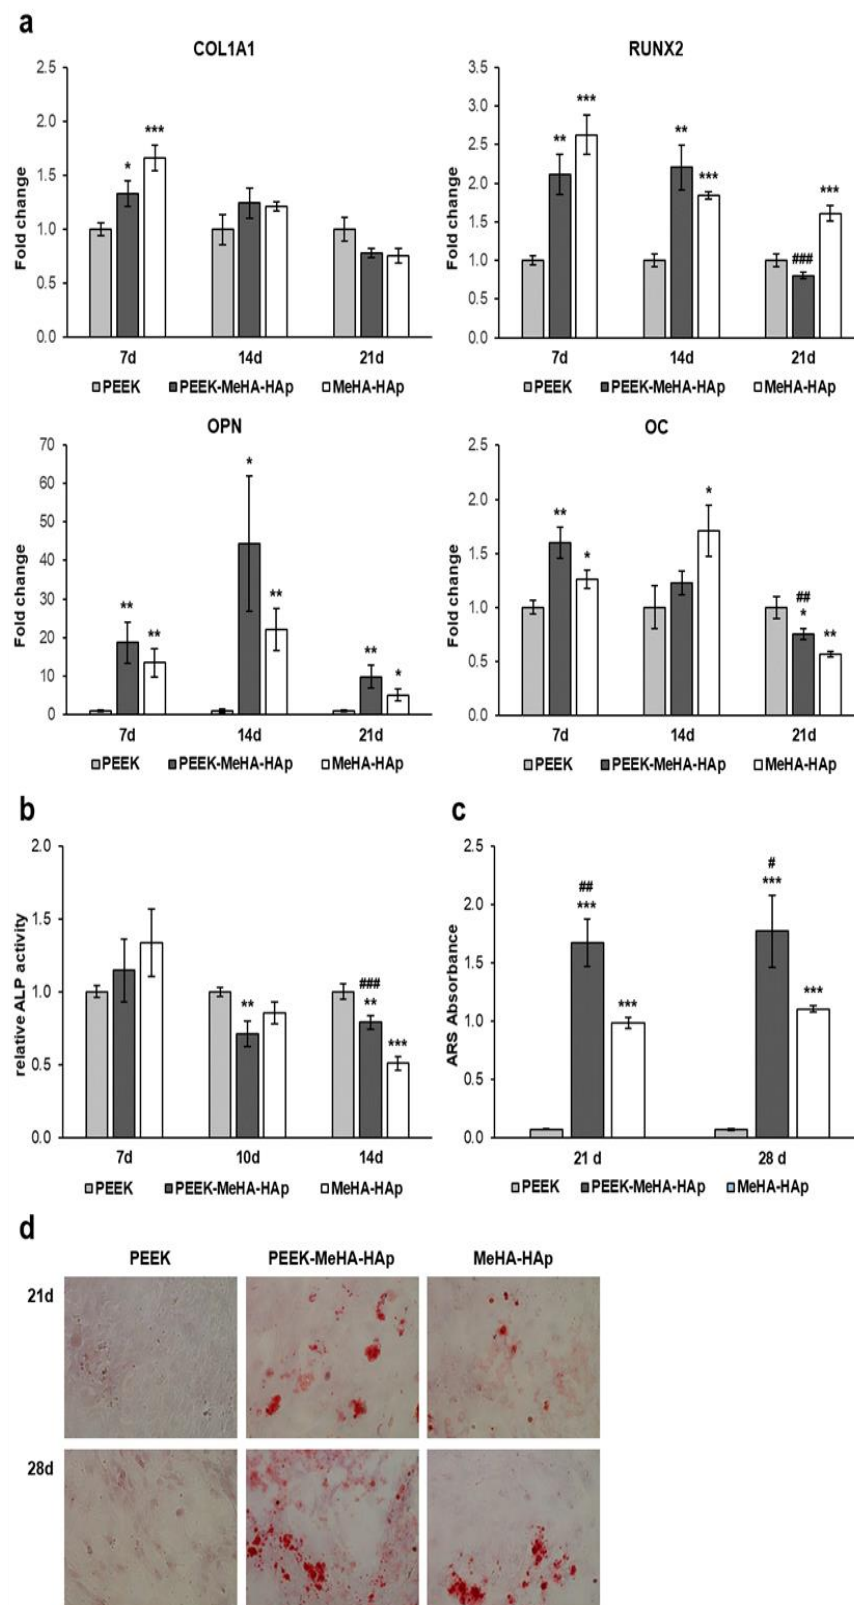 a
COL1A1
RUNX2
Fold change
2.5
2.0
1.5
1.0
0.5
0.0
*
***
7d
14d
21d
PEEK PEEK-MeHA-HAp MeHA-HAp
Fold change
3.5
3.0
2.5
2.0
1.5
1.0
0.5
0.0
**
***
**
***
###
***
7d
14d
21d
PEEK PEEK-MeHA-HAp MeHA-HAp
OPN
OC
Fold change
70
60
50
40
30
20
10
0
**
**
*
**
**
*
7d
14d
21d
PEEK PEEK-MeHA-HAp MeHA-HAp
Fold change
2.5
2.0
1.5
1.0
0.5
0.0
**
*
*
##
*
**
7d
14d
21d
PEEK PEEK-MeHA-HAp MeHA-HAp
b
relative ALP activity
2.0
1.5
1.0
0.5
0.0
**
###
**
***
7d
10d
14d
PEEK PEEK-MeHA-HAp MeHA-HAp
c
ARS Absorbance
2.5
2.0
1.5
1.0
0.5
0.0
##
***
***
#
***
***
21 d
28 d
PEEK PEEK-MeHA-HAp MeHA-HAp
d
PEEK
PEEK-MeHA-HAp
MeHA-HAp
21d
28d